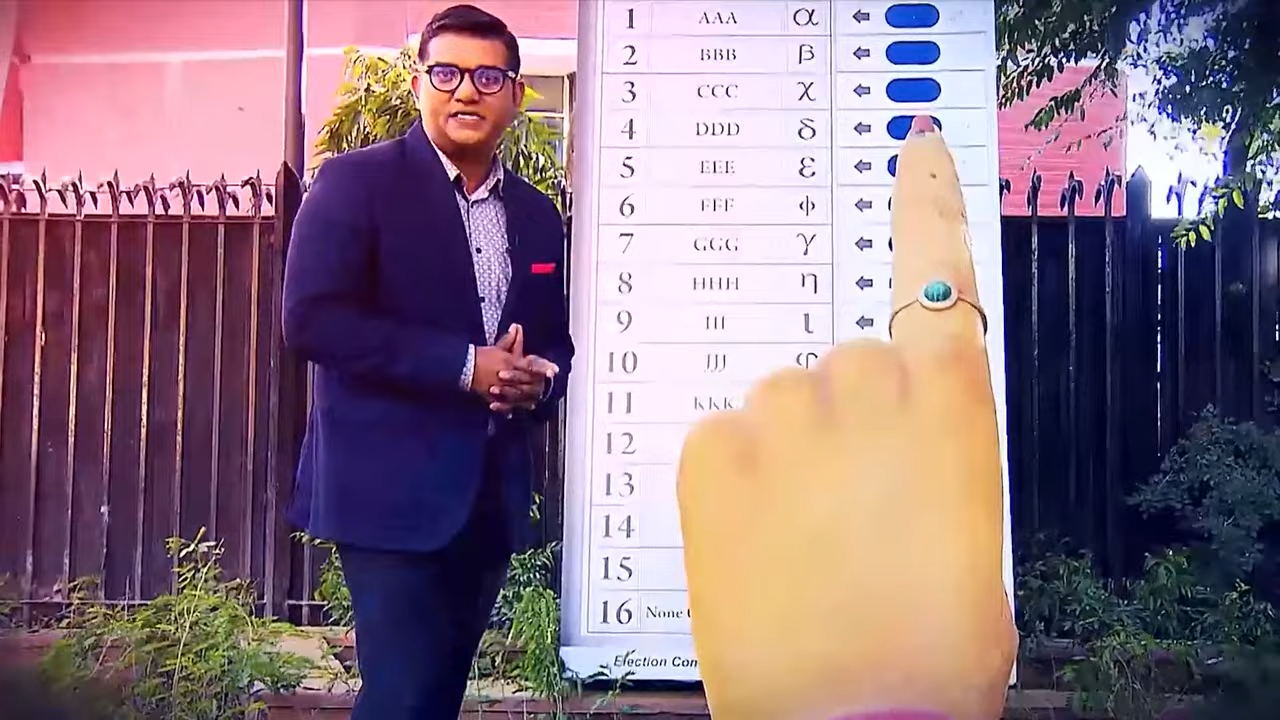 1 AAA α
2 BBB β
3 CCC χ
4 DDD δ
5 EEE ε
6 FFF ϕ
7 GGG γ
8 HHH η
9 III ι
10 JJJ φ
11 KKK
12
13
14
15
16 None
Election